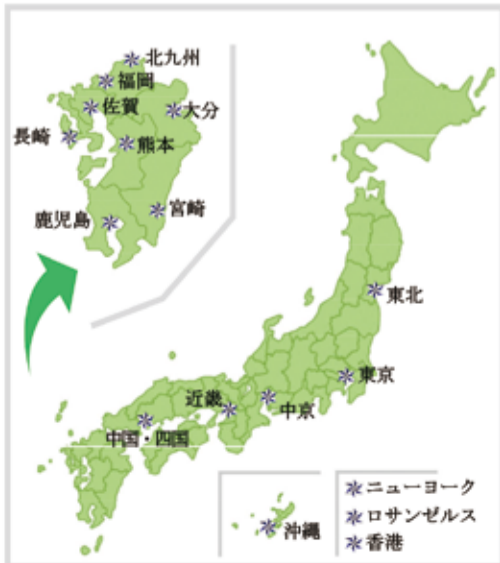 北九州
福岡
佐賀
大分
長崎
熊本
宮崎
鹿児島
東北
東京
近畿
中京
中国・四国
沖縄
ニューヨーク
ロサンゼルス
香港